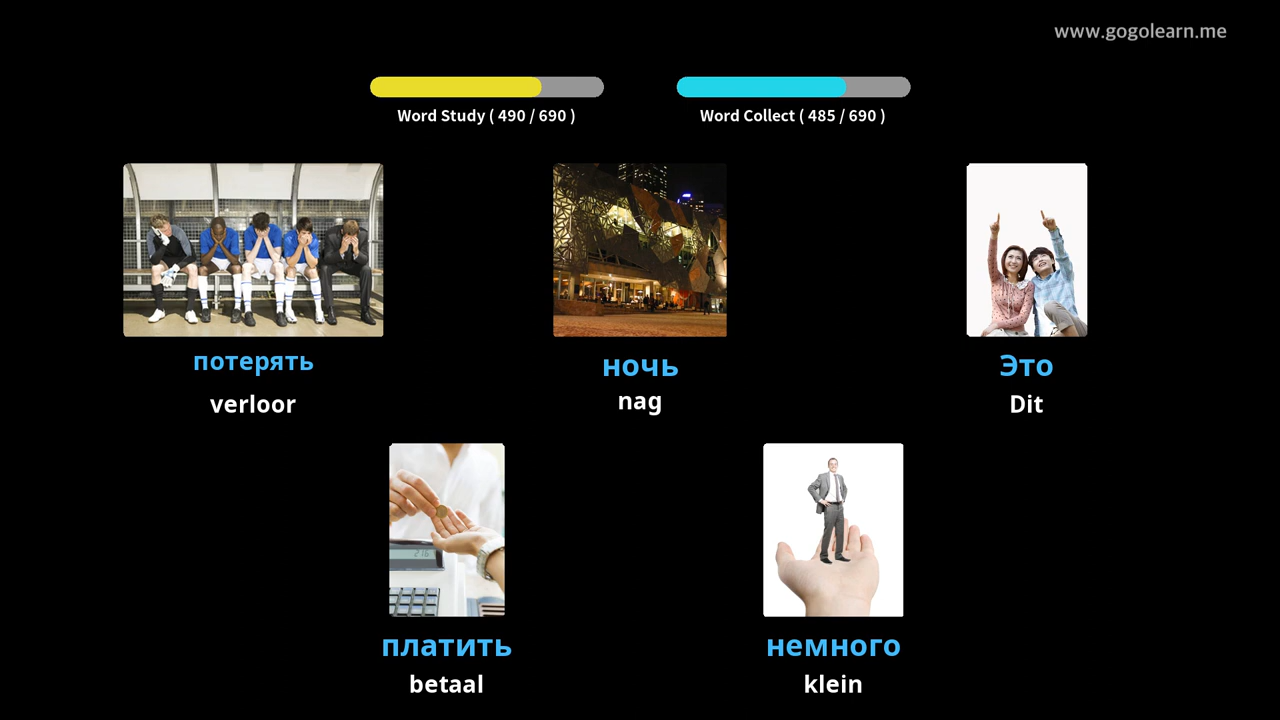 www.gogolearn.me
Word Study ( 490 / 690 )
Word Collect ( 485 / 690 )
потерять
verloor
ночь
nag
Это
Dit
платить
betaal
немного
klein